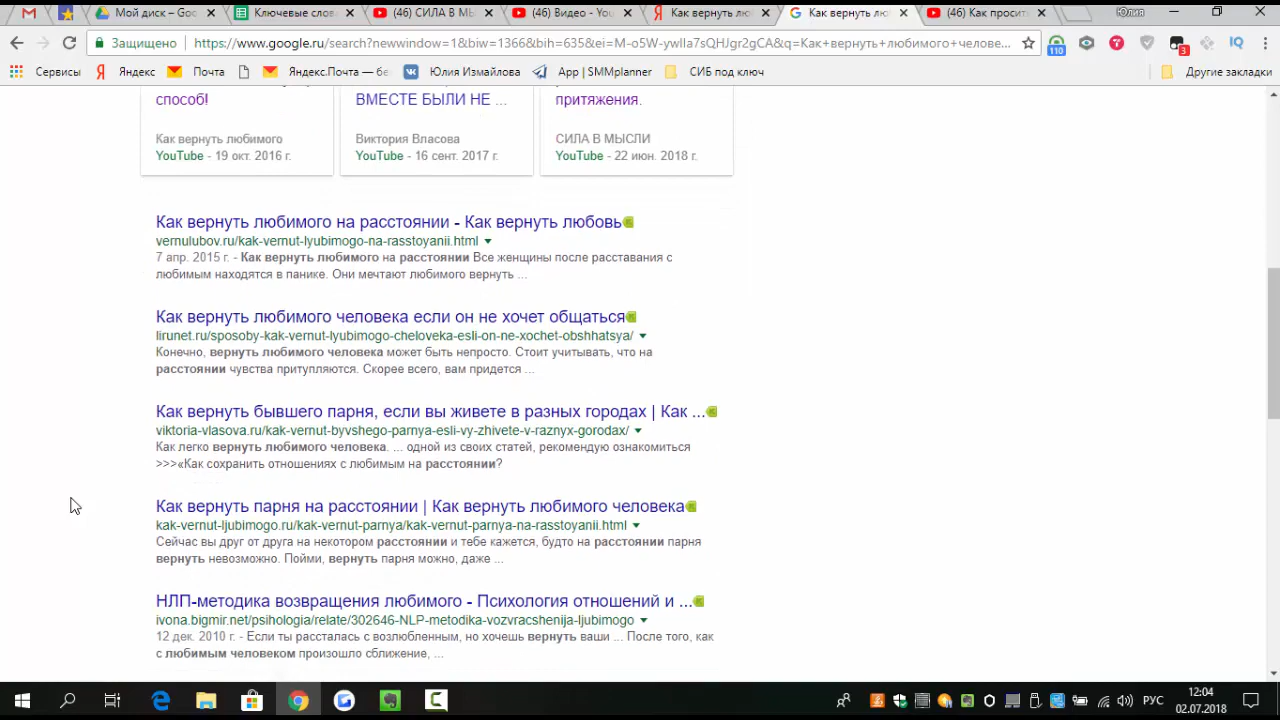 Мой диск – Goo
Ключевые слов
(46) СИЛА В МЫ
(46) Видео - You
Как вернуть лю
Как вернуть лю
(46) Как просит
Юлия
Защищено
https://www.google.ru/search?newwindow=1&biw=1366&bih=635&ei=M-o5W-ywIIa7sQHJgr2gCA&q=Как+вернуть+любимого+челове...
110
3
IQ
Сервисы
Яндекс
Почта
Яндекс.Почта — бе
Юлия Измайлова
App | SMMplanner
СИБ под ключ
Другие закладки
способ!
ВМЕСТЕ БЫЛИ НЕ ...
притяжения.
Как вернуть любимого
Виктория Власова
СИЛА В МЫСЛИ
YouTube - 19 окт. 2016 г.
YouTube - 16 сент. 2017 г.
YouTube - 22 июн. 2018 г.
Как вернуть любимого на расстоянии - Как вернуть любовь
vernulubov.ru/kak-vernut-lyubimogo-na-rasstoyanii.html
7 апр. 2015 г. - Как вернуть любимого на расстоянии Все женщины после расставания с
любимым находятся в панике. Они мечтают любимого вернуть ...
Как вернуть любимого человека если он не хочет общаться
lirunet.ru/sposoby-kak-vernut-lyubimogo-cheloveka-esli-on-ne-xochet-obshhatsya/
Конечно, вернуть любимого человека может быть непросто. Стоит учитывать, что на
расстоянии чувства притупляются. Скорее всего, вам придется ...
Как вернуть бывшего парня, если вы живете в разных городах | Как ...
viktoria-vlasova.ru/kak-vernut-byvshego-parnya-esli-vy-zhivete-v-raznyx-gorodax/
Как легко вернуть любимого человека. ... одной из своих статей, рекомендую ознакомиться
>>>«Как сохранить отношениях с любимым на расстоянии?
Как вернуть парня на расстоянии | Как вернуть любимого человека
kak-vernut-ljubimogo.ru/kak-vernut-parnya/kak-vernut-parnya-na-rasstoyanii.html
Сейчас вы друг от друга на некотором расстоянии и тебе кажется, будто на расстоянии парня
вернуть невозможно. Пойми, вернуть парня можно, даже ...
НЛП-методика возвращения любимого - Психология отношений и ...
ivona.bigmir.net/psihologia/relate/302646-NLP-metodika-vozvracshenija-ljubimogo
12 дек. 2010 г. - Если ты рассталась с возлюбленным, но хочешь вернуть ваши ... После того, как
с любимым человеком произошло сближение, ...
РУС
12:04
02.07.2018